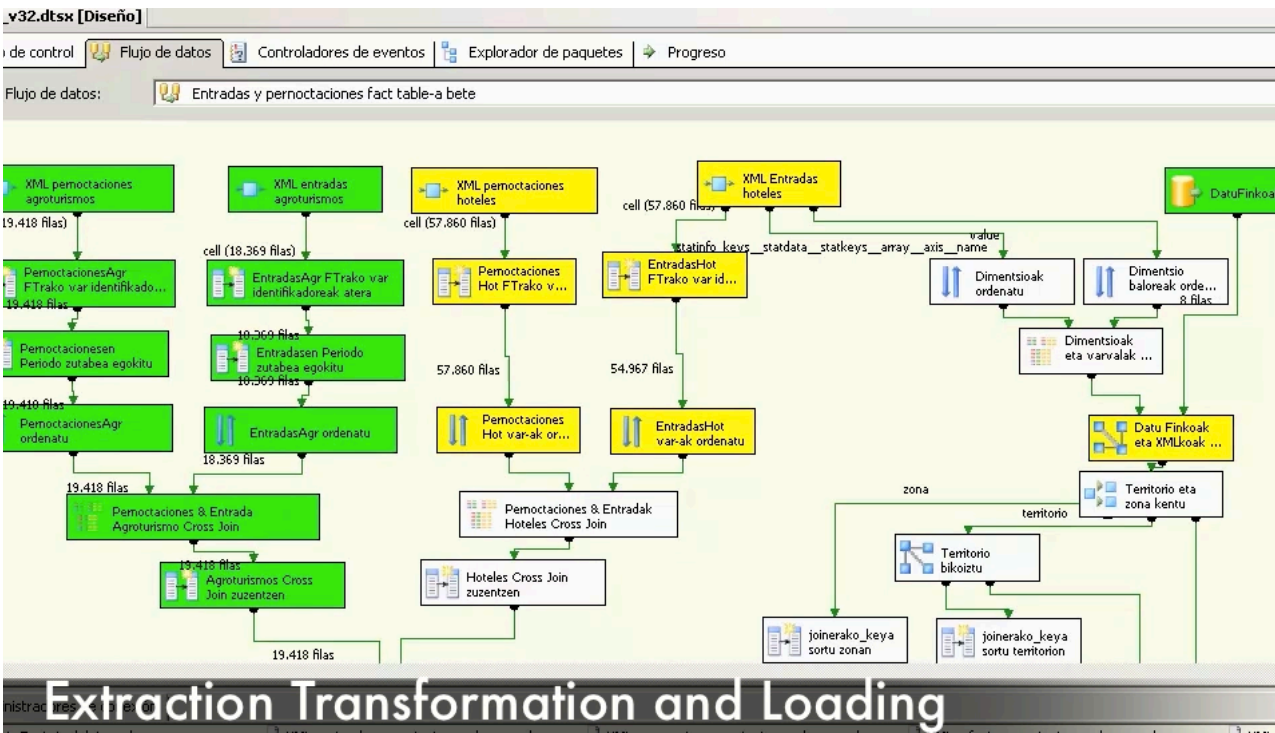 _v32.dtsx [Diseño]
de control
Flujo de datos
Controladores de eventos
Explorador de paquetes
Progreso
Flujo de datos:
Entradas y pernoctaciones fact table-a bete
XML pernoctaciones
agroturismos
XML entradas
agroturismos
XML pernoctaciones
hoteles
XML Entradas
hoteles
DatuFinkoa
19.418 filas)
cell (18.369 filas)
cell (57.860 filas)
cell (57.860 filas)
value
statinfo_keys__statdata__statkeys__array__axis__name
PernoctacionesAgr
FTrako var identifikado...
EntradasAgr FTrako var
identifikadoreak atera
Pernoctaciones
Hot FTrako v...
EntradasHot
FTrako var id...
Dimentsioak
ordenatu
Dimentsio
baloreak orde...
8 filas
19.418 filas
18.369 filas
Pernoctacionesen
Periodo zutabea egokitu
Entradasen Periodo
zutabea egokitu
Dimentsioak
eta varvalak ...
57.860 filas
54.967 filas
19.418 filas
18.369 filas
PernoctacionesAgr
ordenatu
EntradasAgr ordenatu
Pernoctaciones
Hot var-ak or...
EntradasHot
var-ak ordenatu
Datu Finkoak
eta XMLkoak ...
18.369 filas
19.418 filas
Pernoctaciones & Entrada
Agroturismo Cross Join
Pernoctaciones & Entradak
Hoteles Cross Join
zona
territorio
Territorio eta
zona kentu
19.418 filas
Agroturismos Cross
Join zuzentzen
Hoteles Cross Join
zuzentzen
Territorio
bikoiztu
joinerako_keya
sortu zonan
joinerako_keya
sortu territorion
19.418 filas
Extraction Transformation and Loading